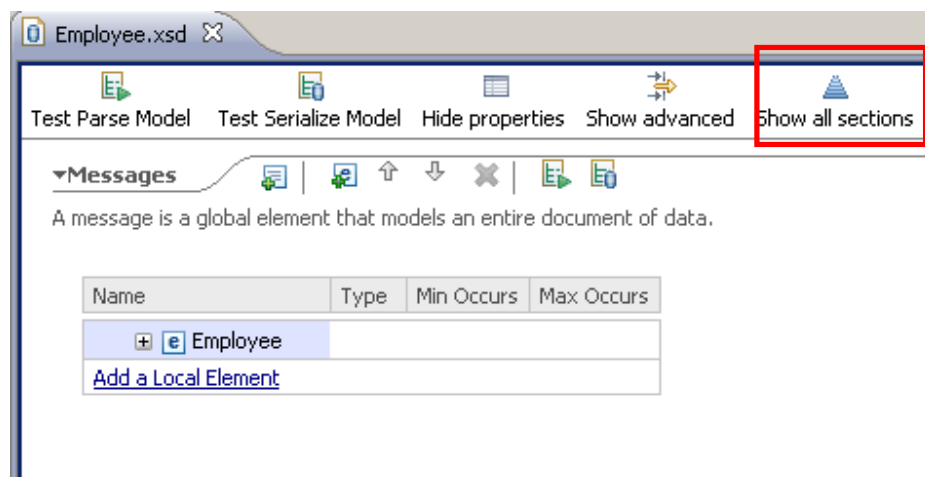 Employee.xsd
Test Parse Model Test Serialize Model Hide properties Show advanced Show all sections
Messages
A message is a global element that models an entire document of data.
Name Type Min Occurs Max Occurs
e Employee
Add a Local Element